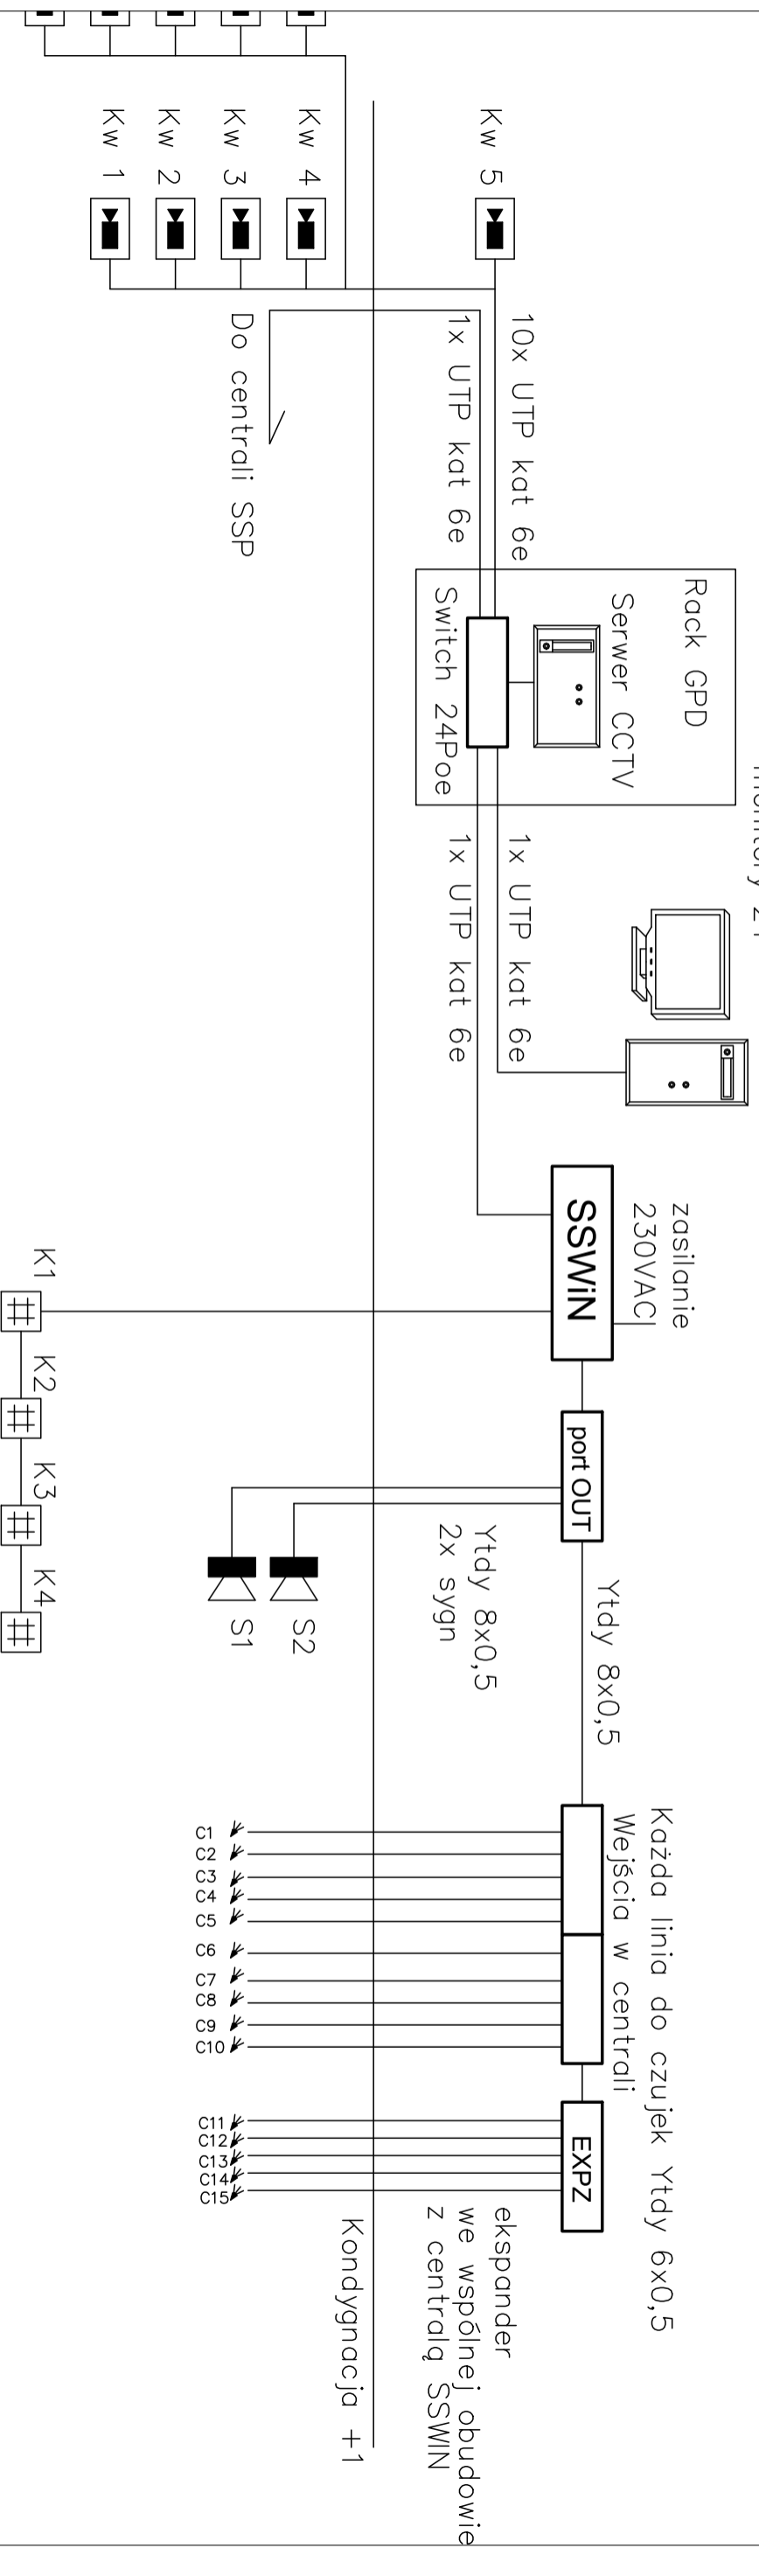 Kw 1
Kw 2
Kw 3
Kw 4
Kw 5
Do centrali SSP
10x UTP kat 6e
1x UTP kat 6e
Rack GPD
Serwer CCTV
Switch 24Poe
1x UTP kat 6e
1x UTP kat 6e
zasilanie
230VAC
SSWiN
K1
K2
K3
K4
port OUT
Ytdy 8x0,5
2x sygn
S1
S2
Ytdy 8x0,5
Każda linia do czujek Ytdy 6x0,5
Wejścia w centrali
C1
C2
C3
C4
C5
C6
C7
C8
C9
C10
C11
C12
C13
C14
C15
EXPZ
ekspander
we wspólnej obudowie
z centralą SSWIN
Kondygnacja +1